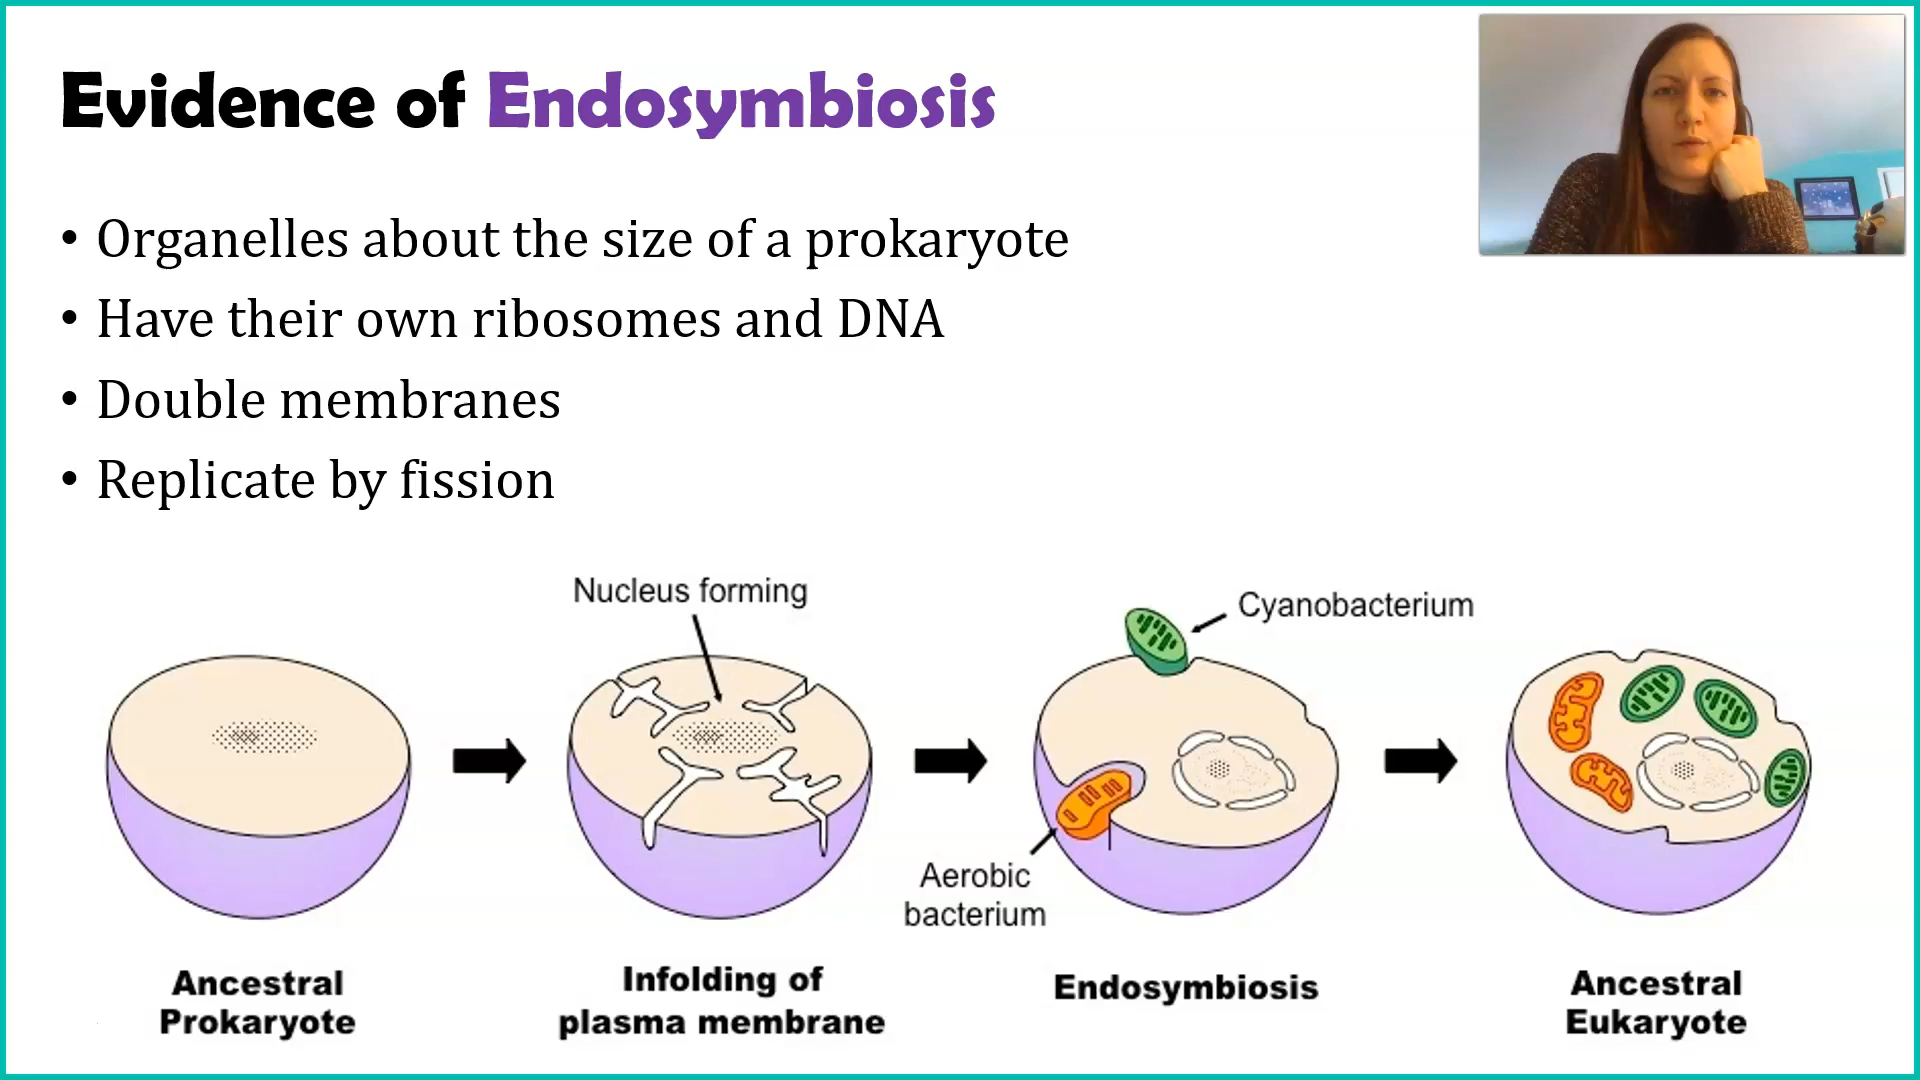 Evidence of Endosymbiosis
• Organelles about the size of a prokaryote
• Have their own ribosomes and DNA
• Double membranes
• Replicate by fission
Nucleus forming
Cyanobacterium
Aerobic
bacterium
Ancestral
Prokaryote
Infolding of
plasma membrane
Endosymbiosis
Ancestral
Eukaryote